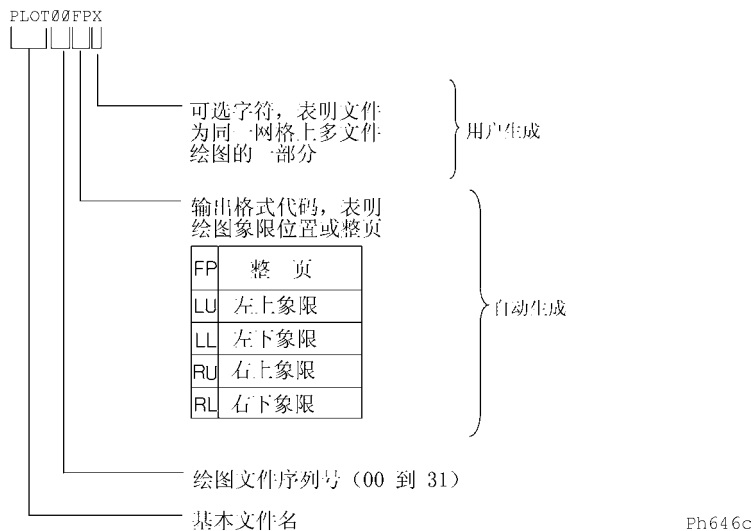 PLOT00FPX
可选字符，表明文件
为同一网格上多文件
绘图的一部分
用户生成
输出格式代码，表明
绘图象限位置或整页
FP 整 页
LU 左上象限
LL 左下象限
RU 右上象限
RL 右下象限
自动生成
绘图文件序列号（00 到 31）
基本文件名
Ph646c